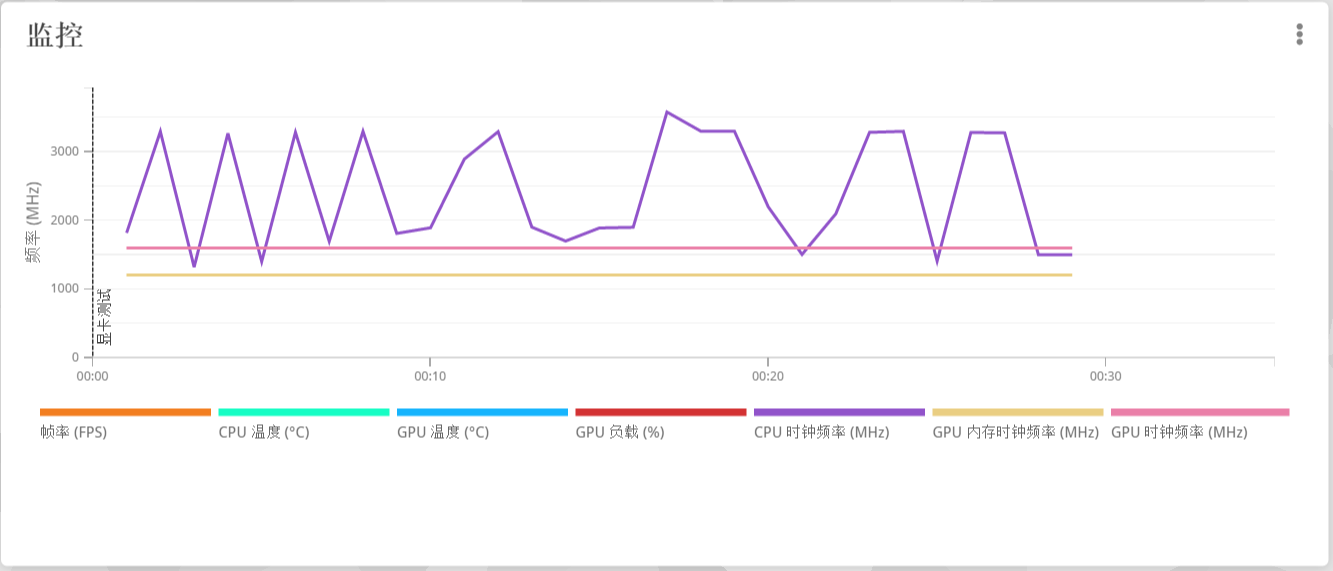 监控
频率 (MHz)
3000
2000
1000
0
显卡测试
00:00
00:10
00:20
00:30
帧率 (FPS)
CPU 温度 (°C)
GPU 温度 (°C)
GPU 负载 (%)
CPU 时钟频率 (MHz)
GPU 内存时钟频率 (MHz)
GPU 时钟频率 (MHz)